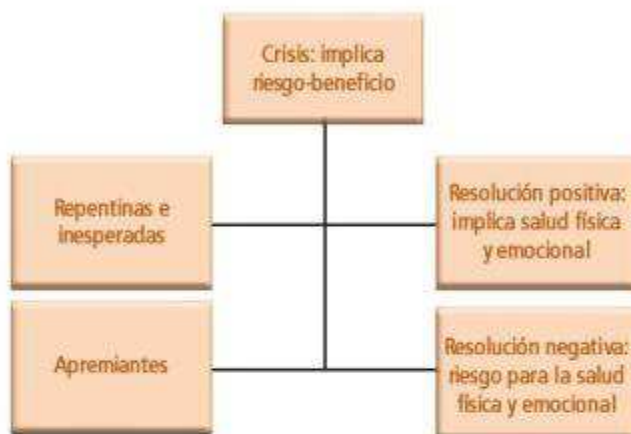 Crisis: implica
riesgo-beneficio
Repentinas e
inesperadas
Resolución positiva:
implica salud física
y emocional
Apremiantes
Resolución negativa:
riesgo para la salud
física y emocional